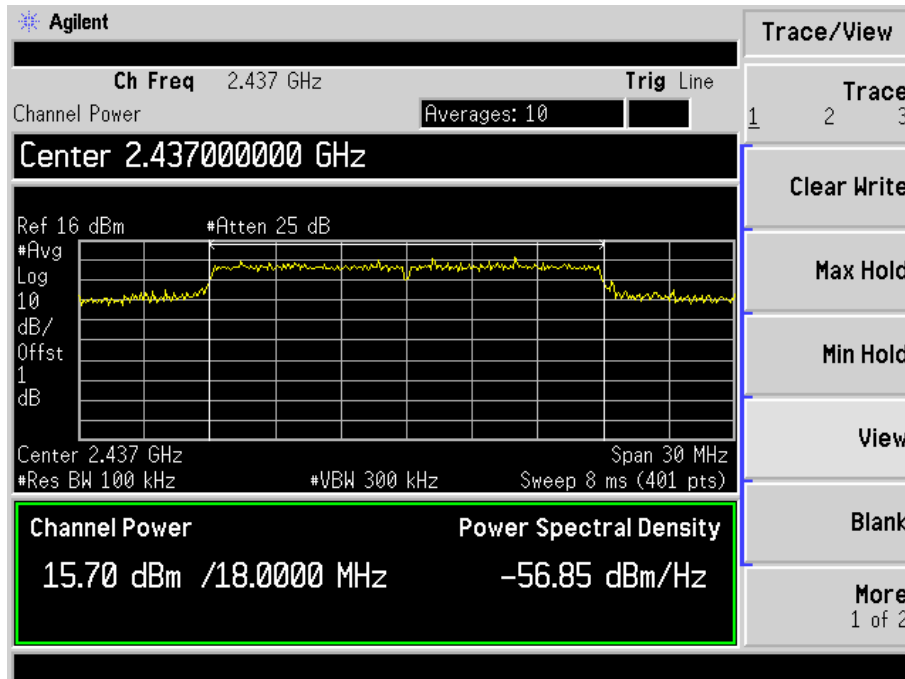 Agilent
Trace/View
Ch Freq 2.437 GHz Trig Line
Channel Power
Averages: 10
Center 2.437000000 GHz
Ref 16 dBm #Atten 25 dB
#Avg
Log
10
dB/
Offst
1
dB
Center 2.437 GHz Span 30 MHz
#Res BW 100 kHz #VBW 300 kHz Sweep 8 ms (401 pts)
Channel Power Power Spectral Density
15.70 dBm /18.0000 MHz -56.85 dBm/Hz
Trace
1 2 3
Clear Write
Max Hold
Min Hold
View
Blank
More
1 of 2